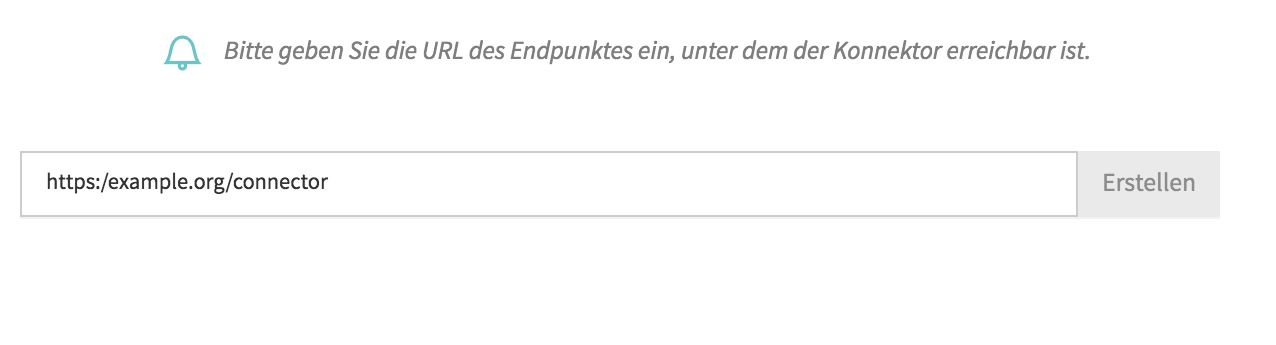 Bitte geben Sie die URL des Endpunktes ein, unter dem der Konnektor erreichbar ist.
https:/example.org/connector
Erstellen